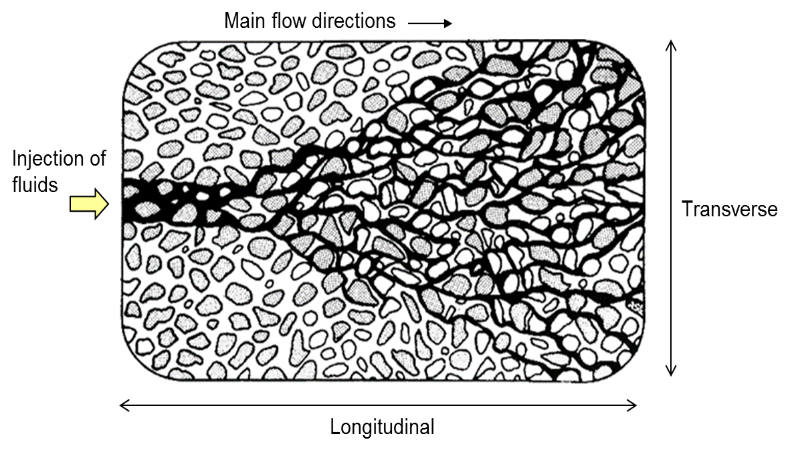 Main flow directions
Injection of
fluids
Transverse
Longitudinal